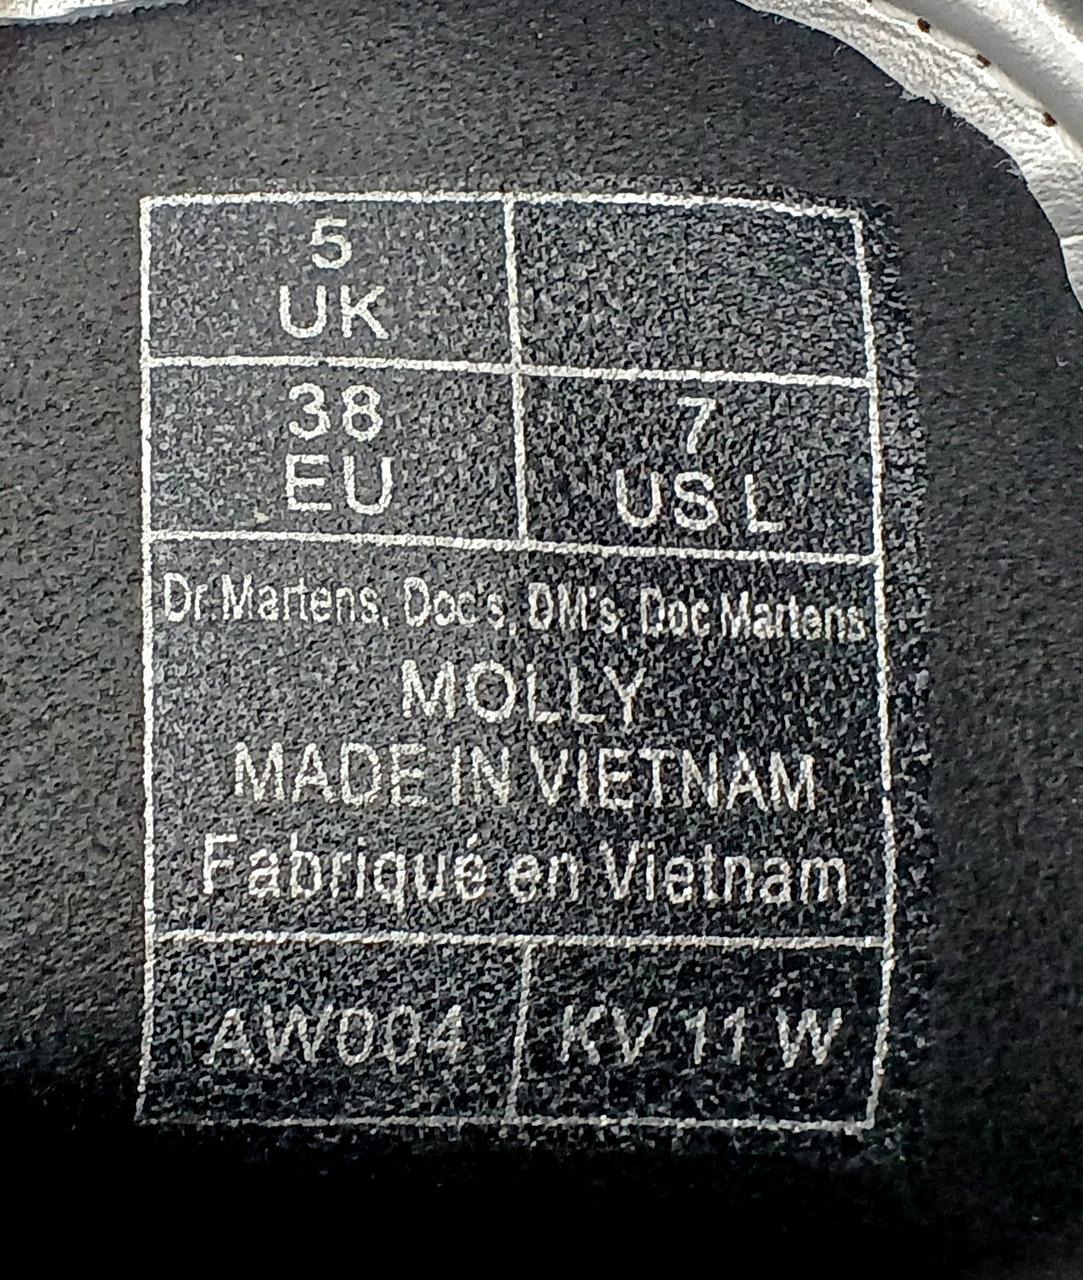 5
UK
38
EU
7
US L
Dr.Martens, Doc's, DM's, Doc Martens
MOLLY
MADE IN VIETNAM
Fabriqué en Vietnam
AW004
KV 11 W